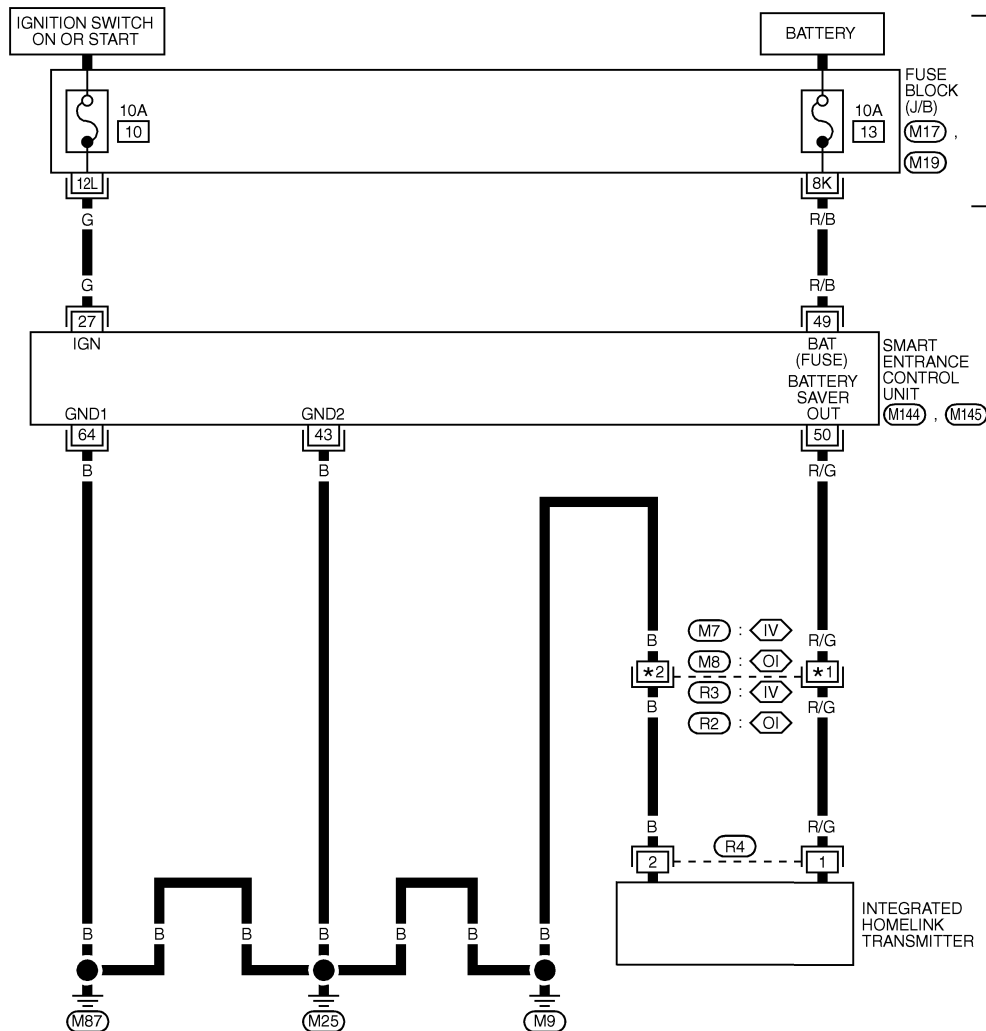 IGNITION SWITCH
ON OR START
BATTERY
10A
10
10A
13
FUSE
BLOCK
(J/B)
M17 ,
M19
12L
8K
G
R/B
G
R/B
27
49
IGN
BAT
(FUSE)
BATTERY
SAVER
OUT
SMART
ENTRANCE
CONTROL
UNIT
M144 , M145
GND1
GND2
64
43
50
B
B
R/G
B
M7 : IV
R/G
*2
M8 : OI
*1
B
R3 : IV
R/G
R2 : OI
B
R/G
2
R4
1
INTEGRATED
HOMELINK
TRANSMITTER
B
B
B
B
B
B
B
M87
M25
M9